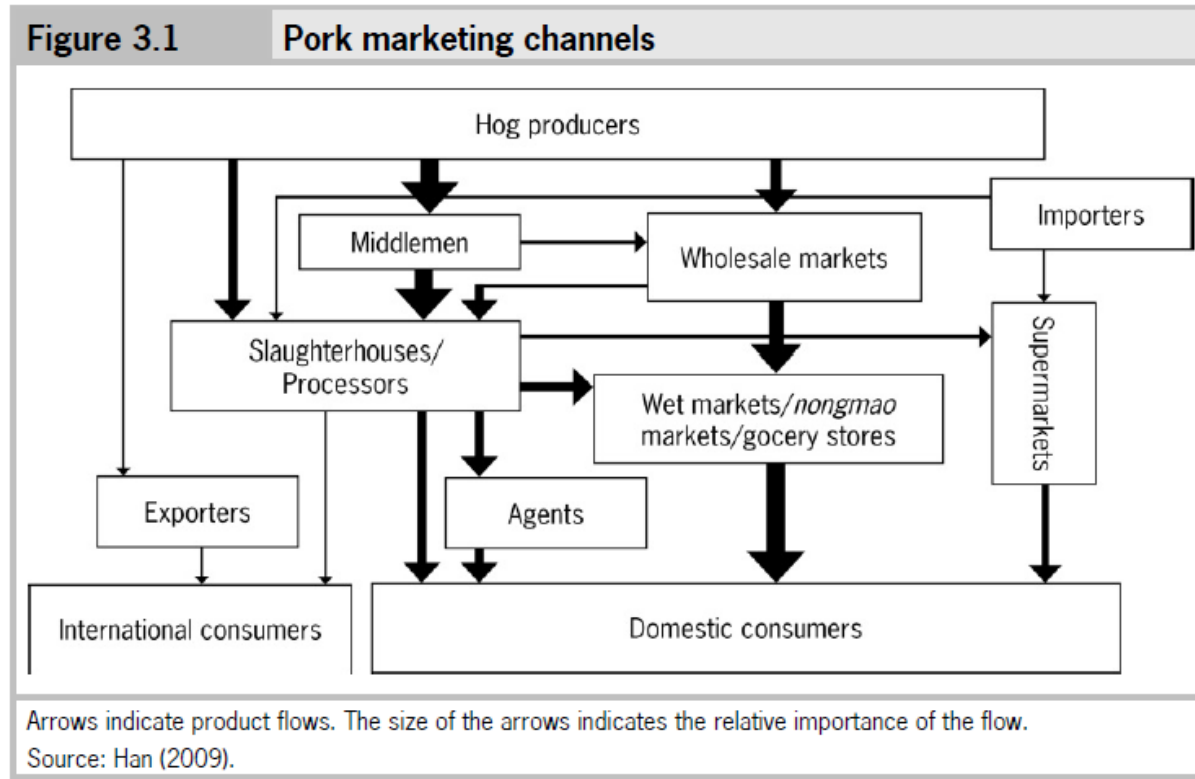 Figure 3.1 Pork marketing channels
Hog producers
Importers
Middlemen
Wholesale markets
Supermarkets
Slaughterhouses/
Processors
Wet markets/nongmao
markets/gocery stores
Exporters
Agents
International consumers
Domestic consumers
Arrows indicate product flows. The size of the arrows indicates the relative importance of the flow.
Source: Han (2009).